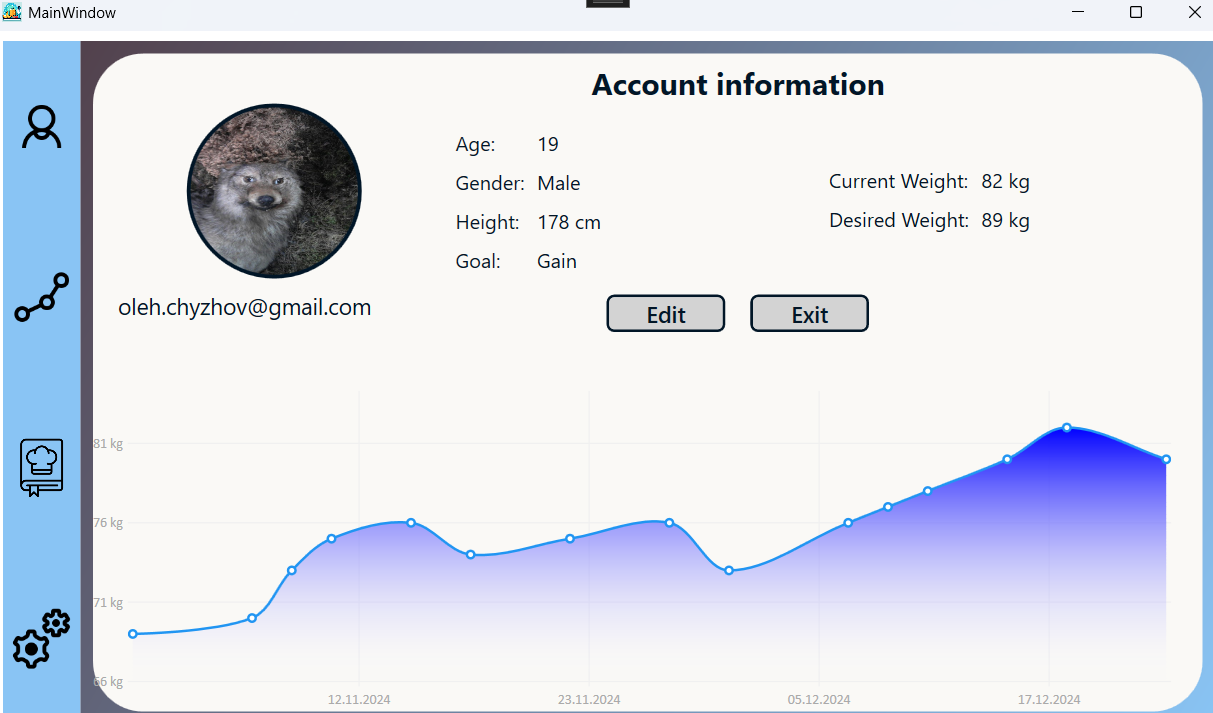 MainWindow
Account information
Age: 19
Gender: Male
Height: 178 cm
Goal: Gain
Current Weight: 82 kg
Desired Weight: 89 kg
oleh.chyzhov@gmail.com
Edit Exit
81 kg
76 kg
71 kg
66 kg
12.11.2024 23.11.2024 05.12.2024 17.12.2024